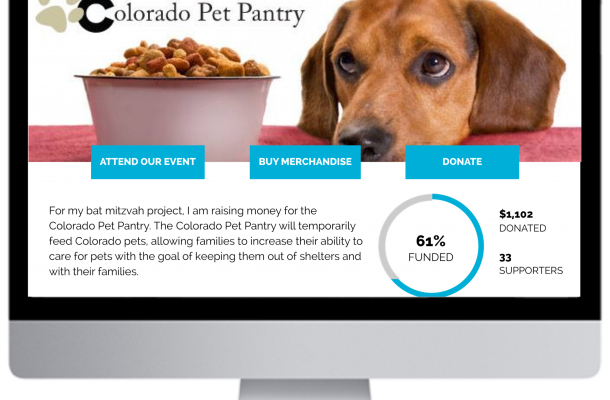 Colorado Pet Pantry
ATTEND OUR EVENT
BUY MERCHANDISE
DONATE
For my bat mitzvah project, I am raising money for the
Colorado Pet Pantry. The Colorado Pet Pantry will temporarily
feed Colorado pets, allowing families to increase their ability to
care for pets with the goal of keeping them out of shelters and
with their families.
61%
FUNDED
$1,102
DONATED
33
SUPPORTERS